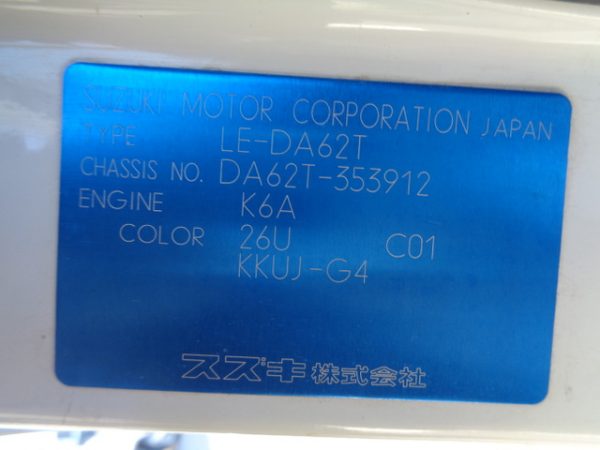 SUZUKI MOTOR CORPORATION JAPAN
TYPE LE-DA62T
CHASSIS NO. DA62T-353912
ENGINE K6A
COLOR 26U C01
KKUJ-G4
スズキ株式会社